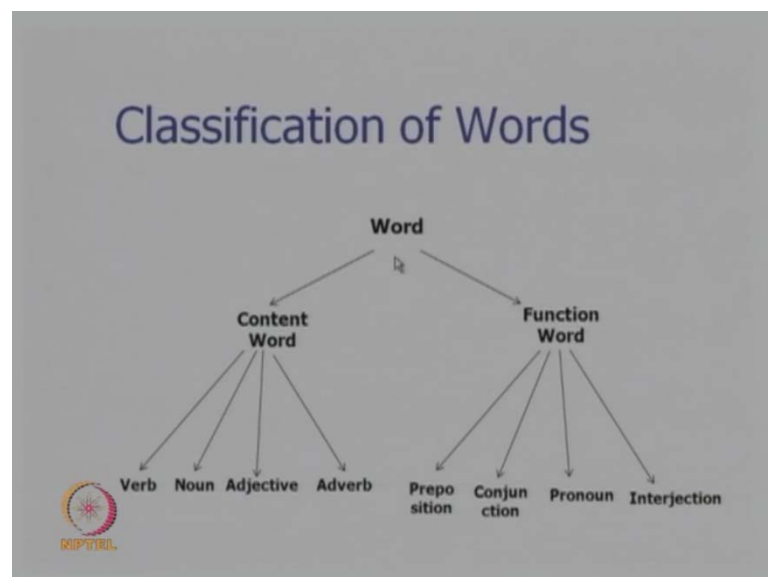 Classification of Words
Word
Content
Word
Function
Word
Verb Noun Adjective Adverb
Prepo
sition
Conjun
ction
Pronoun
Interjection
NPTEL